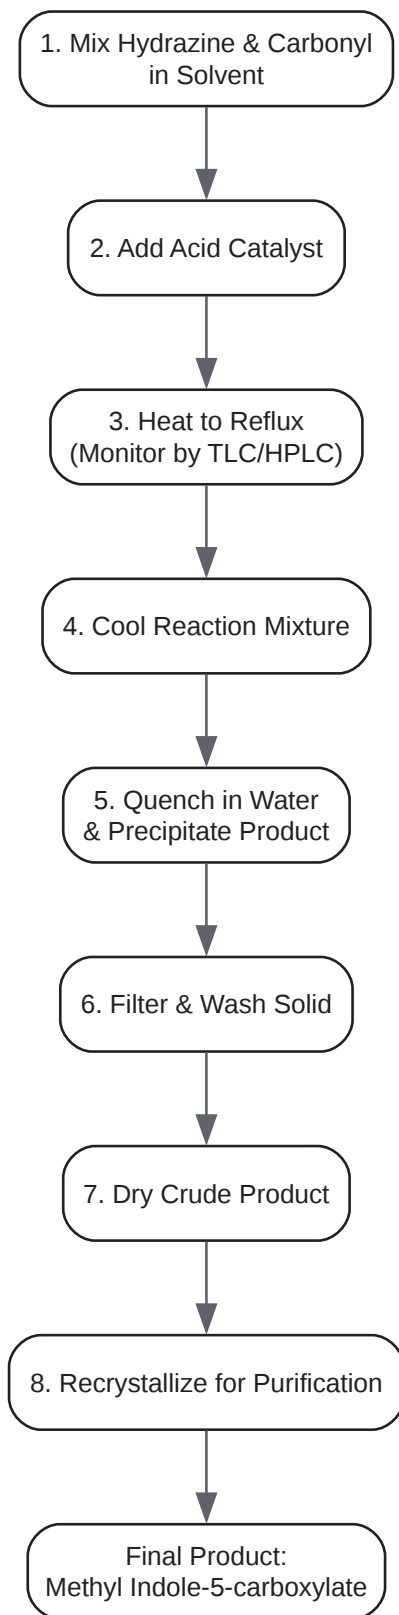 1. Mix Hydrazine & Carbonyl
in Solvent
2. Add Acid Catalyst
3. Heat to Reflux
(Monitor by TLC/HPLC)
4. Cool Reaction Mixture
5. Quench in Water
& Precipitate Product
6. Filter & Wash Solid
7. Dry Crude Product
8. Recrystallize for Purification
Final Product:
Methyl Indole-5-carboxylate